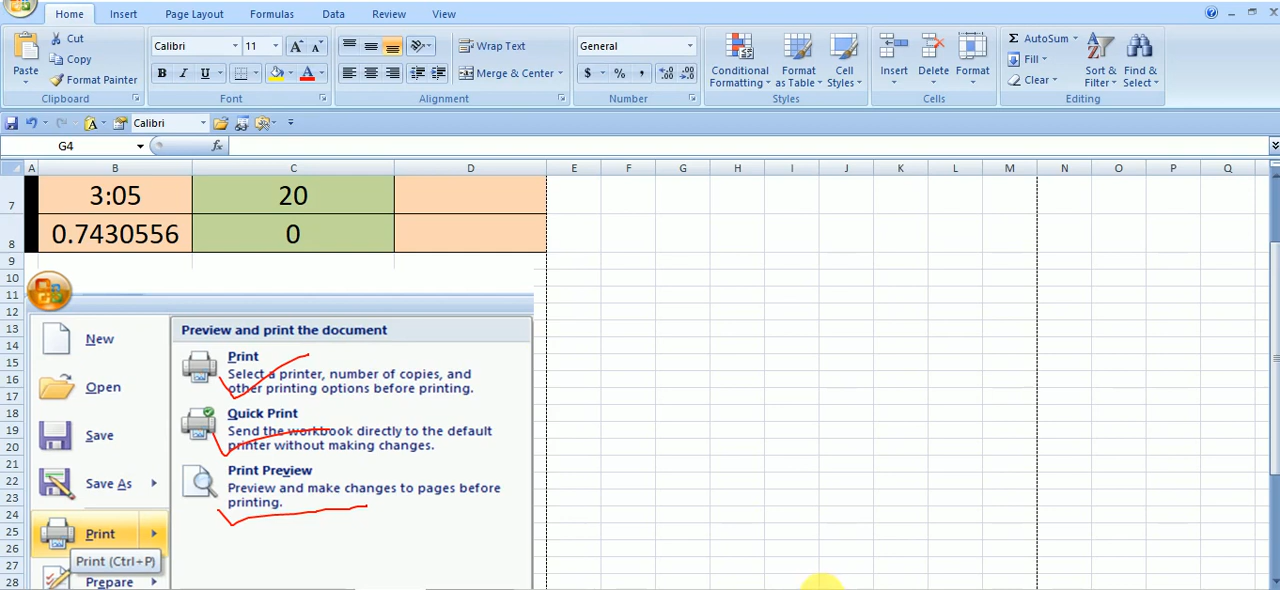 Home Insert Page Layout Formulas Data Review View
Paste Cut Calibri 11 A A Wrap Text General Conditional Formatting Format as Table Cell Styles Insert Delete Format Σ AutoSum Sort & Filter Find & Select
Copy B I U A Merge & Center $ % , .0 .00 .00 .0 Fill
Format Painter Clear
Clipboard Font Alignment Number Styles Cells Editing
A Calibri
G4 fx
A B C D E F G H I J K L M N O P Q
7 3:05 20
8 0.7430556 0
9
10
11
12
13
14
15
16
17
18
19
20
21
22
23
24
25
26
27
28
Preview and print the document
New
Open
Save
Save As
Print
Print (Ctrl+P)
Prepare
Print
Select a printer, number of copies, and
other printing options before printing.
Quick Print
Send the workbook directly to the default
printer without making changes.
Print Preview
Preview and make changes to pages before
printing.